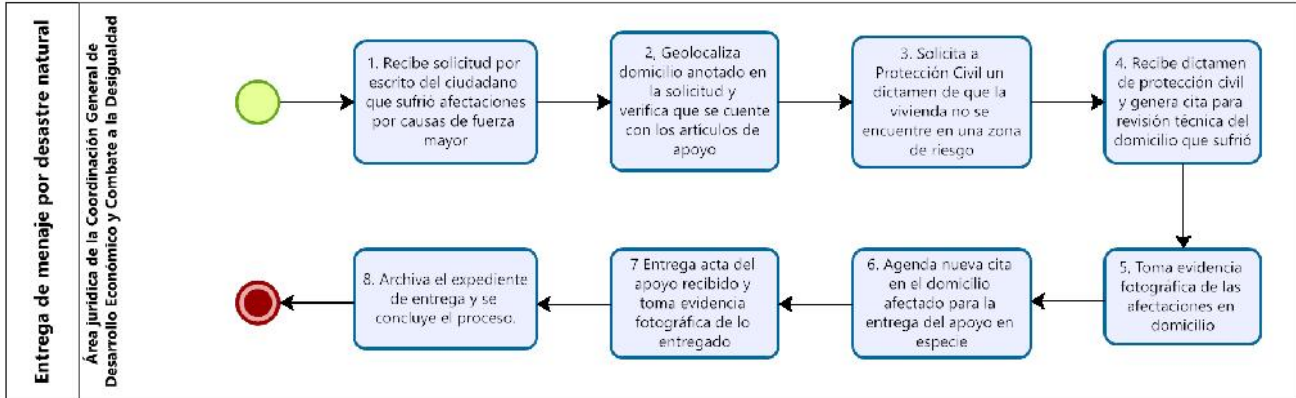 Entrega de menaje por desastre natural
Área jurídica de la Coordinación General de
Desarrollo Económico y Combate a la Desigualdad
1. Recibe solicitud por
escrito del ciudadano
que sufrió afectaciones
por causas de fuerza
mayor
2, Geolocaliza
domicilio anotado en
la solicitud y
verifica que se cuente
con los artículos de
apoyo
3. Solicita a
Protección Civil un
dictamen de que la
vivienda no se
encuentre en una zona
de riesgo
4. Recibe dictamen
de protección civil
y genera cita para
revisión técnica del
domicilio que sufrió
5, Toma evidencia
fotográfica de las
afectaciones en
domicilio
6. Agenda nueva cita
en el domicilio
afectado para la
entrega del apoyo en
especie
7 Entrega acta del
apoyo recibido y
toma evidencia
fotográfica de lo
entregado
8. Archiva el expediente
de entrega y se
concluye el proceso.